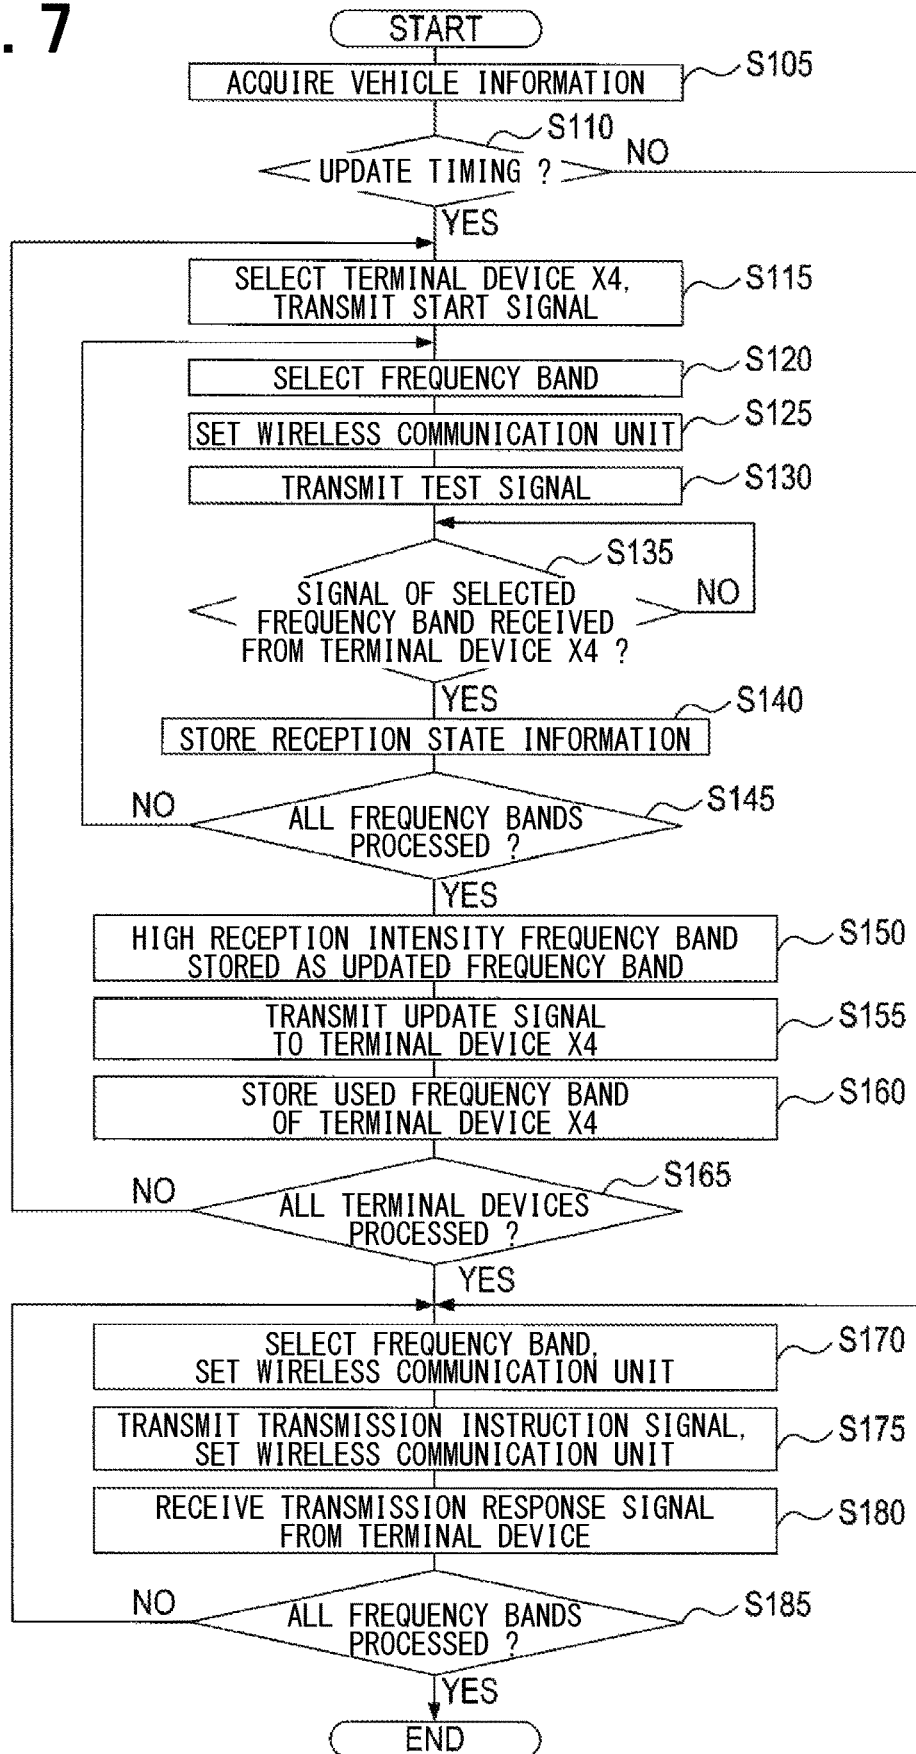 . 7
START
ACQUIRE VEHICLE INFORMATION
S105
S110
UPDATE TIMING ?
NO
YES
SELECT TERMINAL DEVICE X4,
TRANSMIT START SIGNAL
S115
SELECT FREQUENCY BAND
S120
SET WIRELESS COMMUNICATION UNIT
S125
TRANSMIT TEST SIGNAL
S130
S135
SIGNAL OF SELECTED
FREQUENCY BAND RECEIVED
FROM TERMINAL DEVICE X4 ?
NO
YES
S140
STORE RECEPTION STATE INFORMATION
NO
S145
ALL FREQUENCY BANDS
PROCESSED ?
YES
HIGH RECEPTION INTENSITY FREQUENCY BAND
STORED AS UPDATED FREQUENCY BAND
S150
TRANSMIT UPDATE SIGNAL
TO TERMINAL DEVICE X4
S155
STORE USED FREQUENCY BAND
OF TERMINAL DEVICE X4
S160
S165
NO
ALL TERMINAL DEVICES
PROCESSED ?
YES
SELECT FREQUENCY BAND,
SET WIRELESS COMMUNICATION UNIT
S170
TRANSMIT TRANSMISSION INSTRUCTION SIGNAL,
SET WIRELESS COMMUNICATION UNIT
S175
RECEIVE TRANSMISSION RESPONSE SIGNAL
FROM TERMINAL DEVICE
S180
NO
S185
ALL FREQUENCY BANDS
PROCESSED ?
YES
END